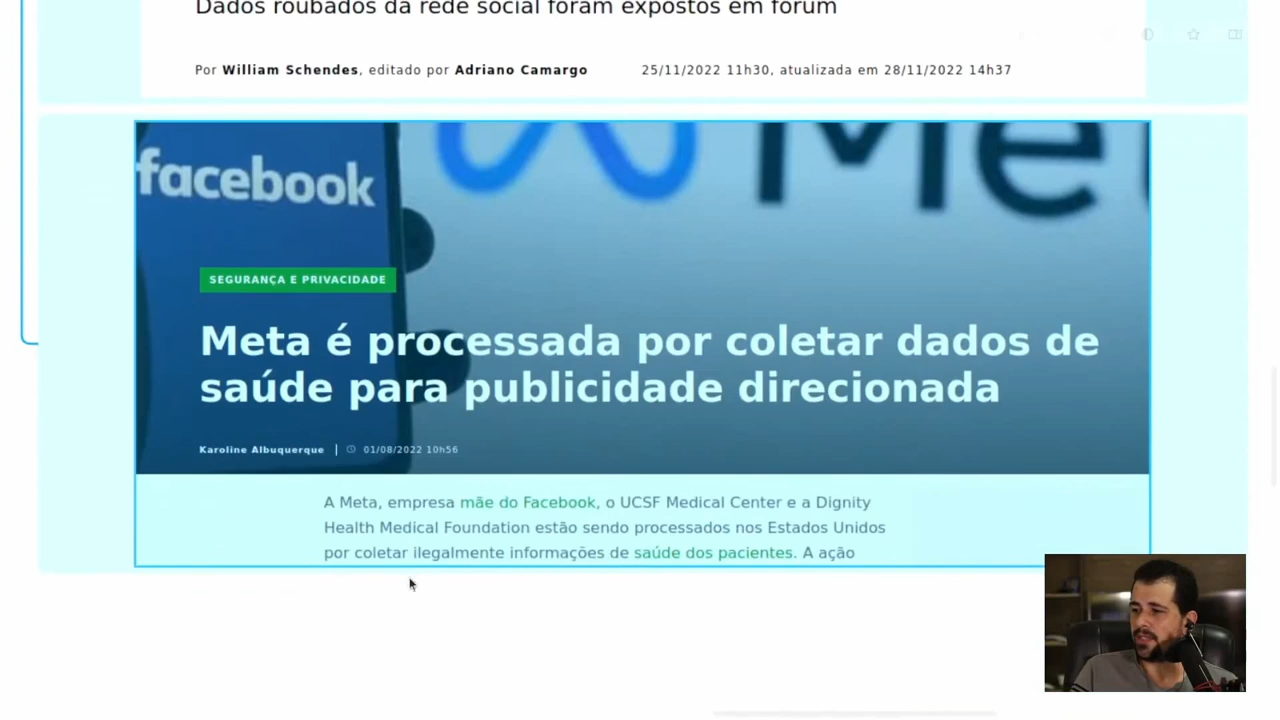 Dados roubados da rede social foram expostos em fórum
Por William Schendes, editado por Adriano Camargo
25/11/2022 11h30, atualizada em 28/11/2022 14h37
facebook
Met
SEGURANÇA E PRIVACIDADE
Meta é processada por coletar dados de
saúde para publicidade direcionada
Karoline Albuquerque | 01/08/2022 10h56
A Meta, empresa mãe do Facebook, o UCSF Medical Center e a Dignity
Health Medical Foundation estão sendo processados nos Estados Unidos
por coletar ilegalmente informações de saúde dos pacientes. A ação